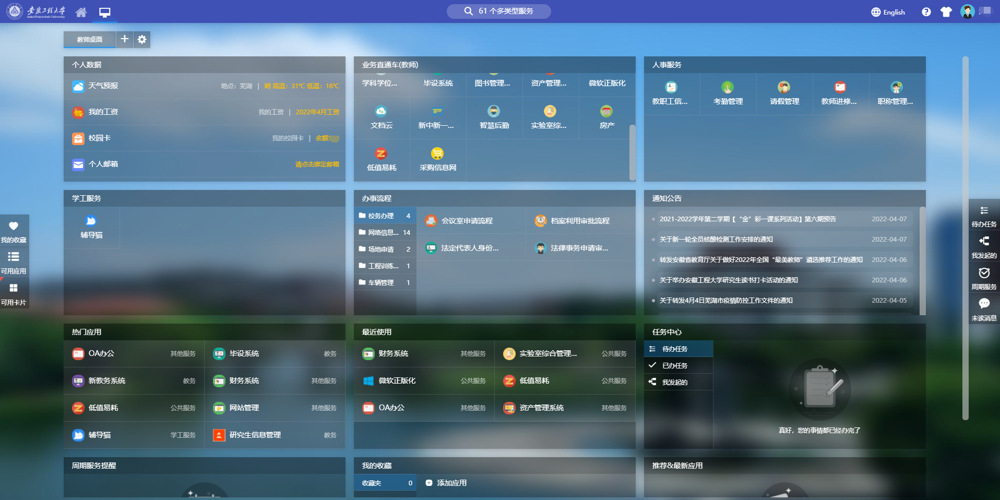 安徽工程大学
Anhui Polytechnic University
61 个多类型服务
English
教师桌面
个人数据
天气预报
地点：芜湖 | 晴 高温：31℃ 低温：16℃
我的工资
我的工资 | 2022年4月工资
校园卡
我的校园卡 | 余额
个人邮箱
请点击绑定邮箱
业务直通车(教师)
学科学位...
毕设系统
图书管理...
资产管理...
微软正版化
文档云
新中新一...
智慧后勤
实验室综...
房产
低值易耗
采购信息网
人事服务
教职工信...
考勤管理
请假管理
教师进修...
职称管理...
学工服务
辅导猫
办事流程
校务办理 4
网络信息... 14
场地申请 2
工程训练... 1
车辆管理 1
会议室申请流程
档案利用审批流程
法定代表人身份...
法律事务申请审...
通知公告
2021-2022学年第二学期【 “金”彩一课系列活动】第六期预告 2022-04-07
关于新一轮全员核酸检测工作安排的通知 2022-04-07
转发安徽省教育厅关于做好2022年全国“最美教师”遴选推荐工作的通知 2022-04-06
关于举办安徽工程大学研究生读书打卡活动的通知 2022-04-06
关于转发4月4日芜湖市疫情防控工作文件的通知 2022-04-05
我的收藏
可用应用
可用卡片
待办任务
我发起的
周期服务
未读消息
热门应用
OA办公 其他服务
毕设系统 教务
新教务系统 教务
财务系统 其他服务
低值易耗 公共服务
网站管理 其他服务
辅导猫 学工服务
研究生信息管理 教务
最近使用
财务系统 其他服务
实验室综合管理... 公共服务
微软正版化 公共服务
低值易耗 公共服务
OA办公 其他服务
资产管理系统 其他服务
任务中心
待办任务
已办任务
我发起的
真好，您的事情都已经办完了
周期服务提醒
我的收藏
收藏夹 0
添加应用
推荐&最新应用